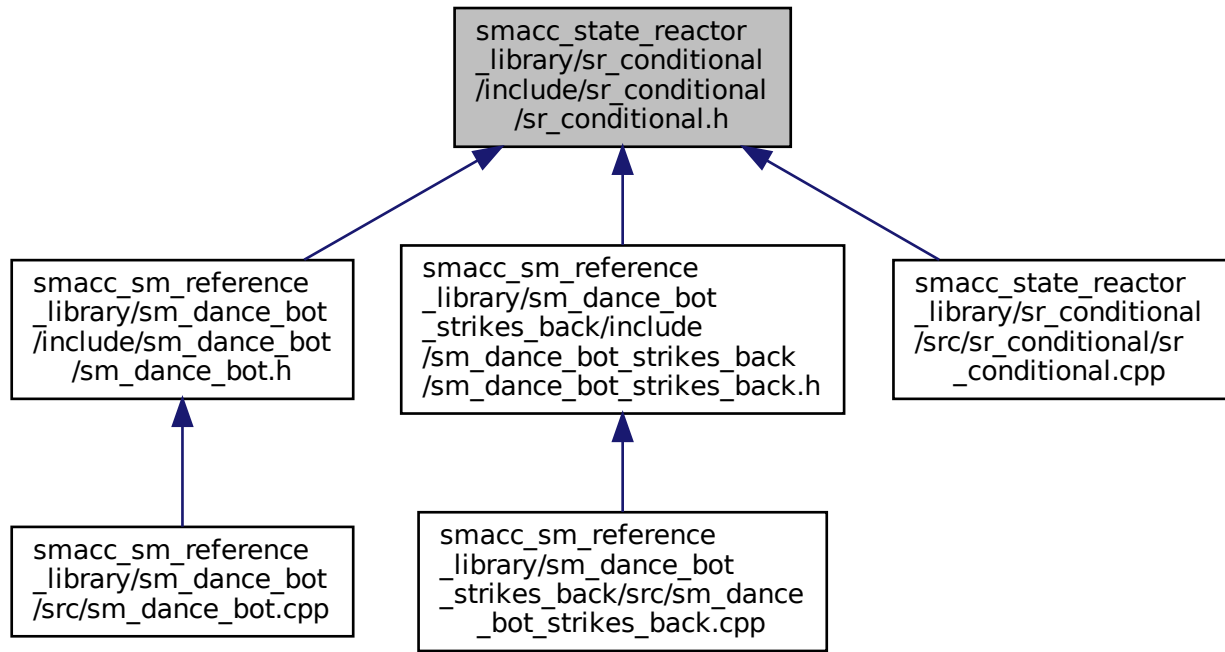 smacc_state_reactor
_library/sr_conditional
/include/sr_conditional
/sr_conditional.h
smacc_sm_reference
_library/sm_dance_bot
/include/sm_dance_bot
/sm_dance_bot.h
smacc_sm_reference
_library/sm_dance_bot
_strikes_back/include
/sm_dance_bot_strikes_back
/sm_dance_bot_strikes_back.h
smacc_state_reactor
_library/sr_conditional
/src/sr_conditional/sr
_conditional.cpp
smacc_sm_reference
_library/sm_dance_bot
/src/sm_dance_bot.cpp
smacc_sm_reference
_library/sm_dance_bot
_strikes_back/src/sm_dance
_bot_strikes_back.cpp